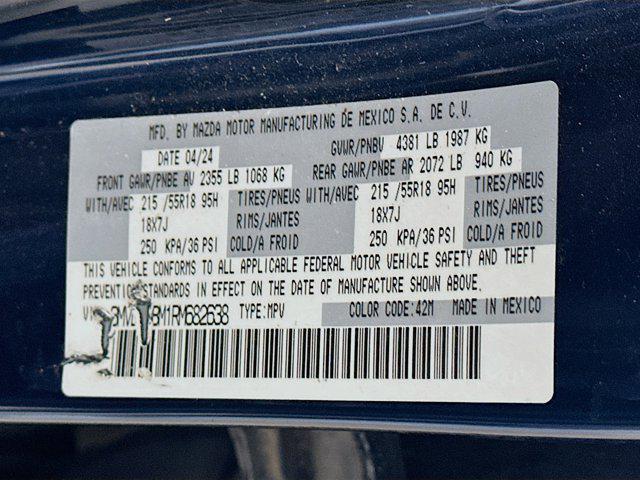 MFD. BY MAZDA MOTOR MANUFACTURING DE MEXICO S.A. DE C.V.
DATE 04/24 GVWR/PNBV 4381 LB 1987 KG
FRONT GAWR/PNBE AV 2355 LB 1068 KG REAR GAWR/PNBE AR 2072 LB 940 KG
WITH/AVEC 215 /55R18 95H TIRES/PNEUS WITH/AVEC 215 /55R18 95H TIRES/PNEUS
18X7J RIMS/JANTES 18X7J RIMS/JANTES
250 KPA/36 PSI COLD/A FROID 250 KPA/36 PSI COLD/A FROID
THIS VEHICLE CONFORMS TO ALL APPLICABLE FEDERAL MOTOR VEHICLE SAFETY AND THEFT
PREVENTION STANDARDS IN EFFECT ON THE DATE OF MANUFACTURE SHOWN ABOVE.
TYPE:MPV COLOR CODE:42M MADE IN MEXICO